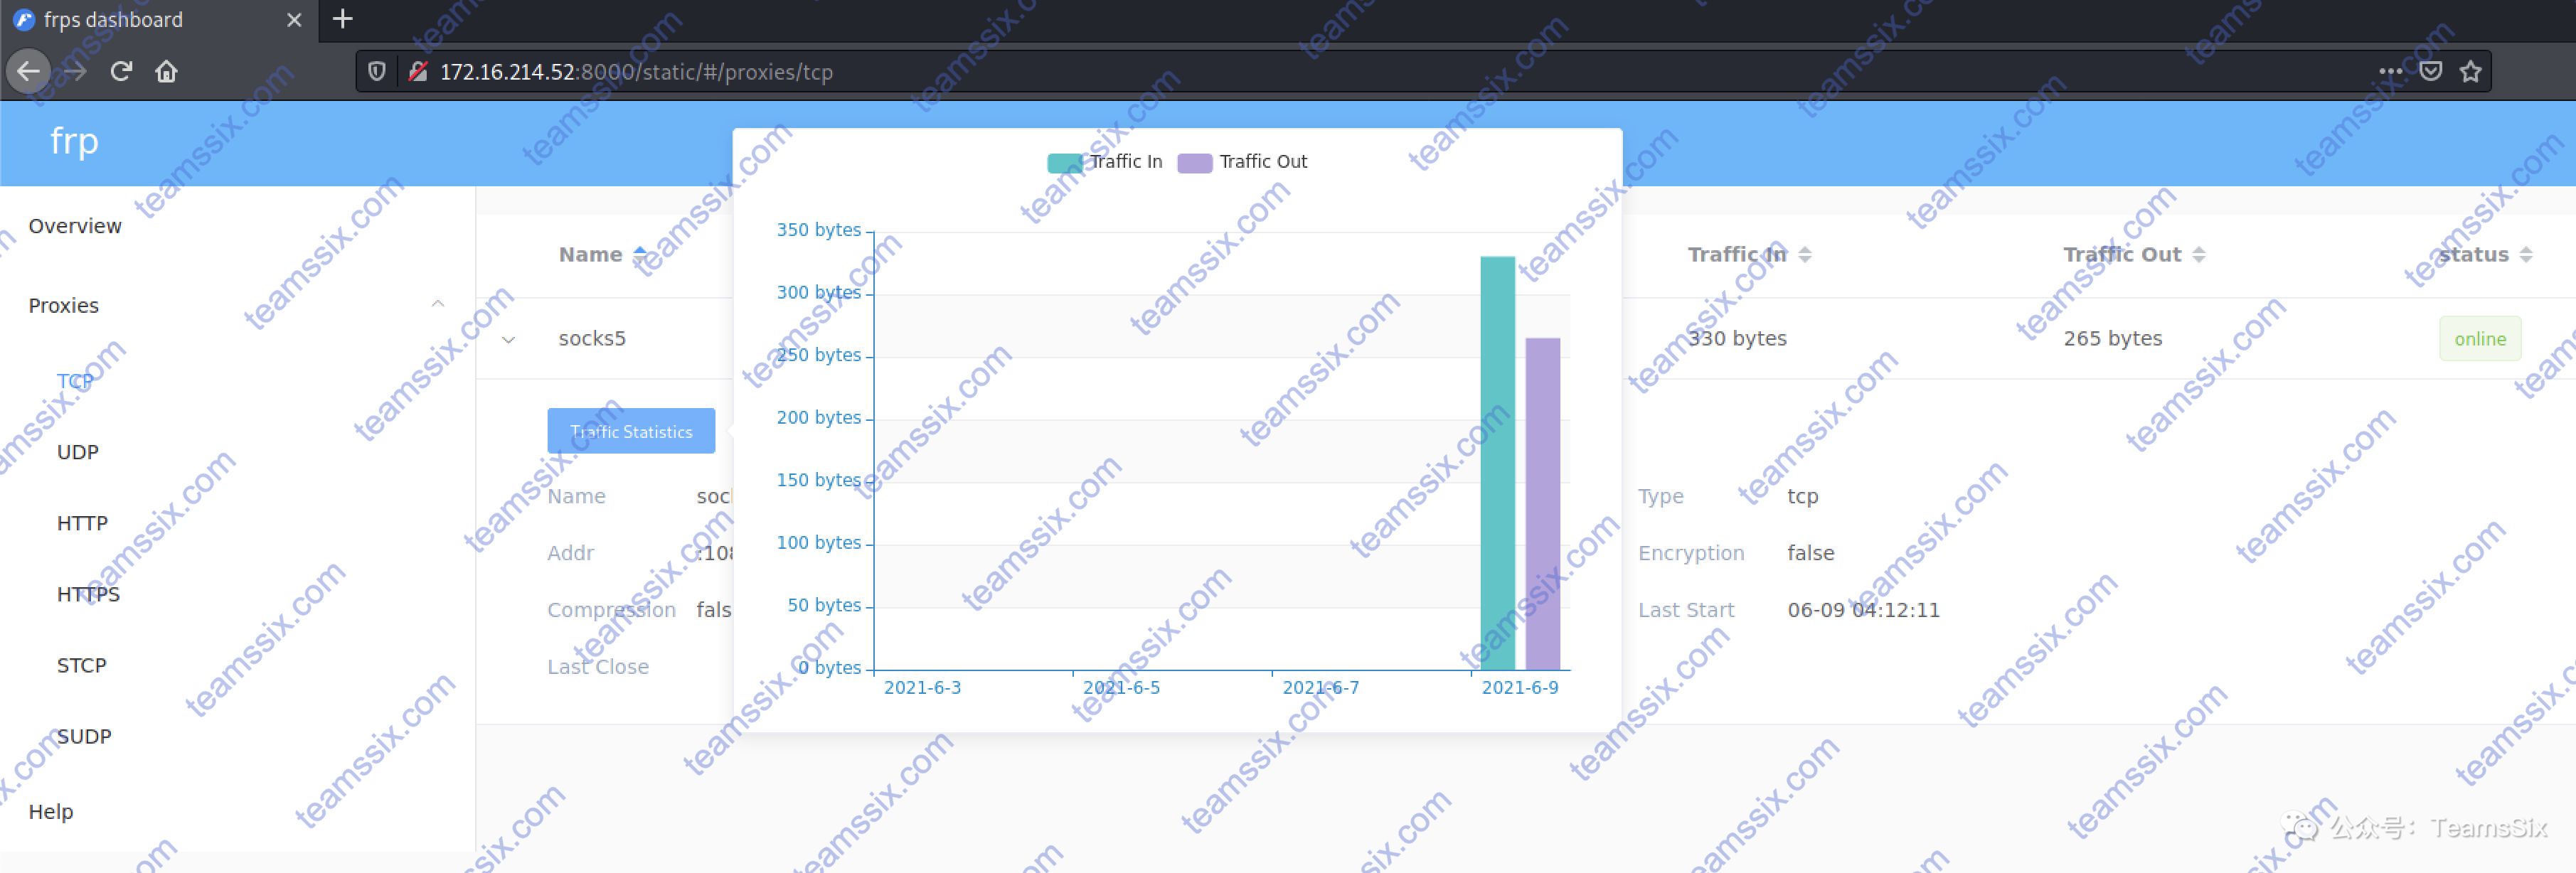 frps dashboard
172.16.214.52:8000/static/#/proxies/tcp
frp
Overview
Proxies
TCP
UDP
HTTP
HTTPS
STCP
SUDP
Help
Name
Traffic In
Traffic Out
status
socks5
330 bytes
265 bytes
online
Traffic Statistics
Name
soc
Type
tcp
Addr
:108
Encryption
false
Compression
fals
Last Start
06-09 04:12:11
Last Close
Traffic In
Traffic Out
350 bytes
300 bytes
250 bytes
200 bytes
150 bytes
100 bytes
50 bytes
0 bytes
2021-6-3
2021-6-5
2021-6-7
2021-6-9
teamssix.com
公众号：TeamsSix